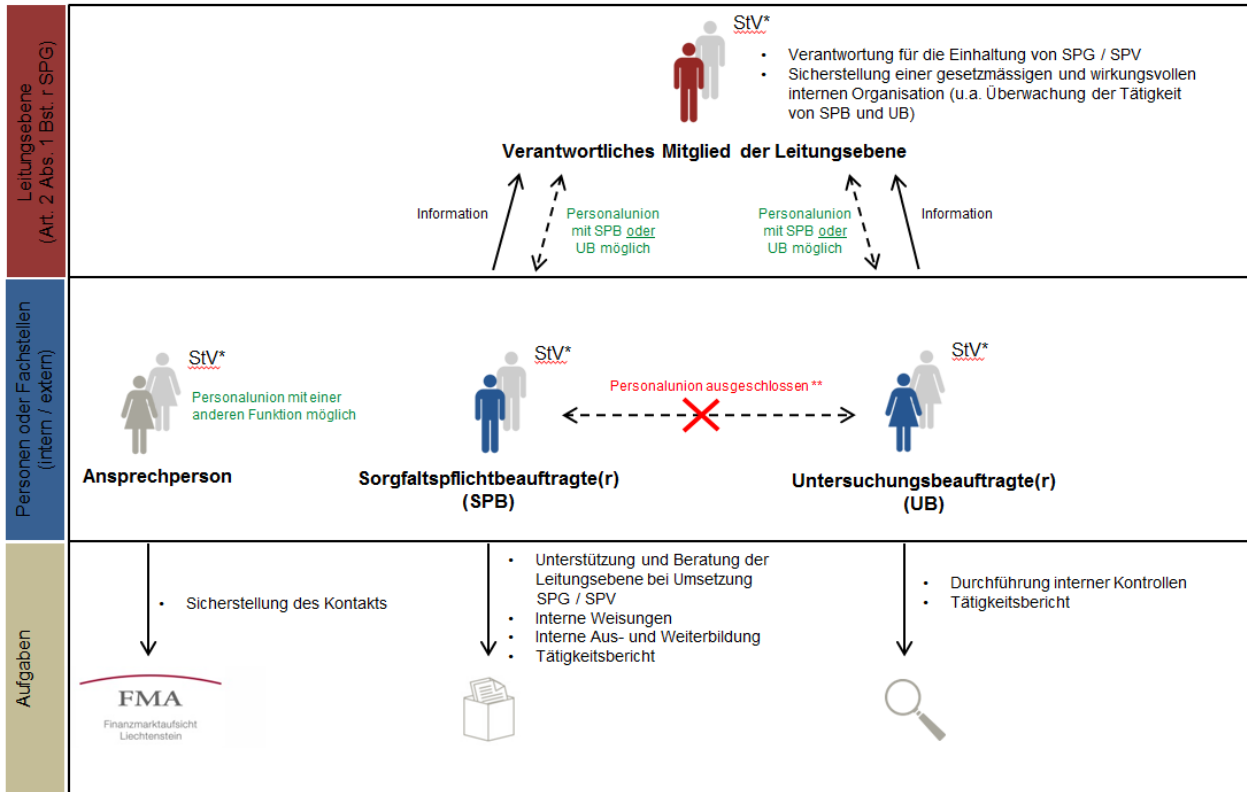 Leitungsebene
(Art. 2 Abs. 1 Bst. r SPG)
StV*
• Verantwortung für die Einhaltung von SPG / SPV
• Sicherstellung einer gesetzmässigen und wirkungsvollen
internen Organisation (u.a. Überwachung der Tätigkeit
von SPB und UB)
Verantwortliches Mitglied der Leitungsebene
Information
Personalunion
mit SPB oder
UB möglich
Personalunion
mit SPB oder
UB möglich
Information
Personen oder Fachstellen
(intern / extern)
StV*
Personalunion mit einer
anderen Funktion möglich
Ansprechperson
StV*
Sorgfaltspflichtbeauftragte(r)
(SPB)
Personalunion ausgeschlossen **
StV*
Untersuchungsbeauftragte(r)
(UB)
Aufgaben
• Sicherstellung des Kontakts
FMA
Finanzmarktaufsicht
Liechtenstein
• Unterstützung und Beratung der
Leitungsebene bei Umsetzung
SPG / SPV
• Interne Weisungen
• Interne Aus- und Weiterbildung
• Tätigkeitsbericht
• Durchführung interner Kontrollen
• Tätigkeitsbericht